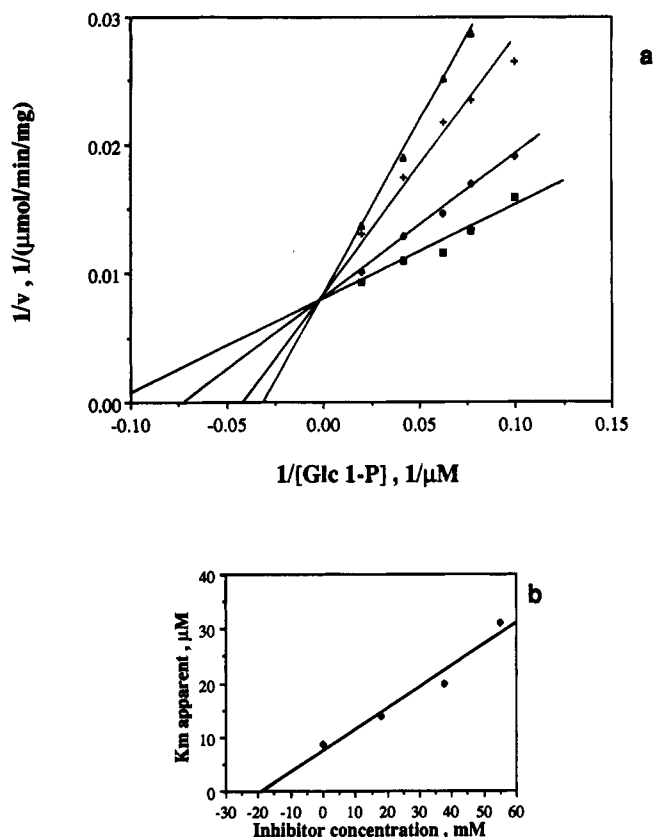 a
0.03
0.02
0.01
0.00
-0.10 -0.05 0.00 0.05 0.10 0.15
1/v , 1/(μmol/min/mg)
1/[Glc 1-P] , 1/μM
b
40
30
20
10
0
-30 -20 -10 0 10 20 30 40 50 60
Km apparent , μM
Inhibitor concentration , mM